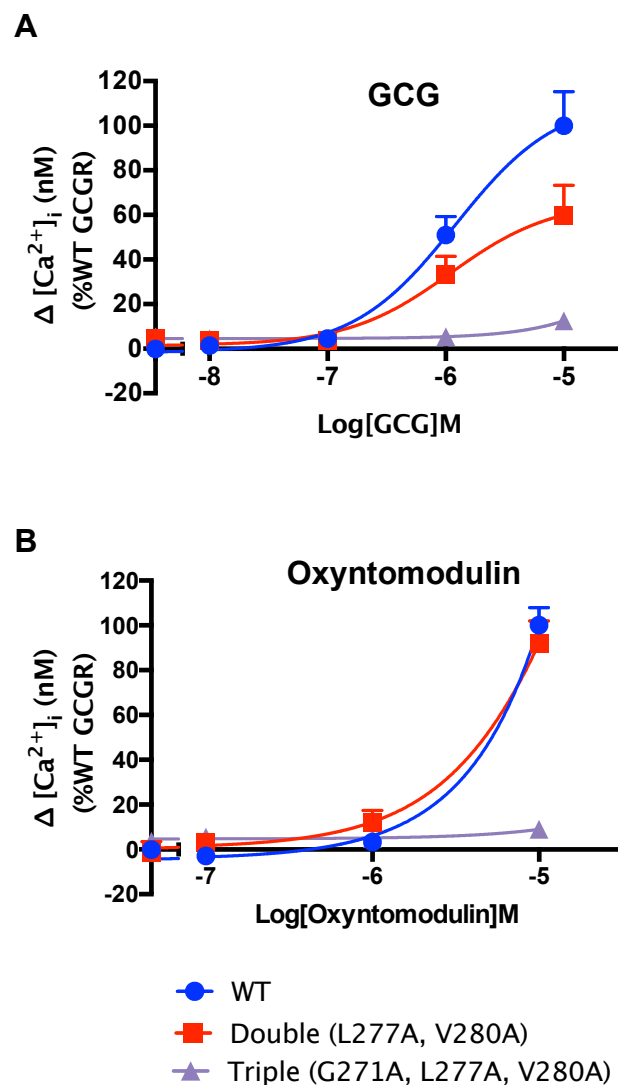 A
GCG
120
100
80
60
40
20
0
-20
Δ [Ca²⁺]ᵢ (nM)
(%WT GCGR)
-8
-7
-6
-5
Log[GCG]M
B
Oxyntomodulin
120
100
80
60
40
20
0
-20
Δ [Ca²⁺]ᵢ (nM)
(%WT GCGR)
-7
-6
-5
Log[Oxyntomodulin]M
WT
Double (L277A, V280A)
Triple (G271A, L277A, V280A)